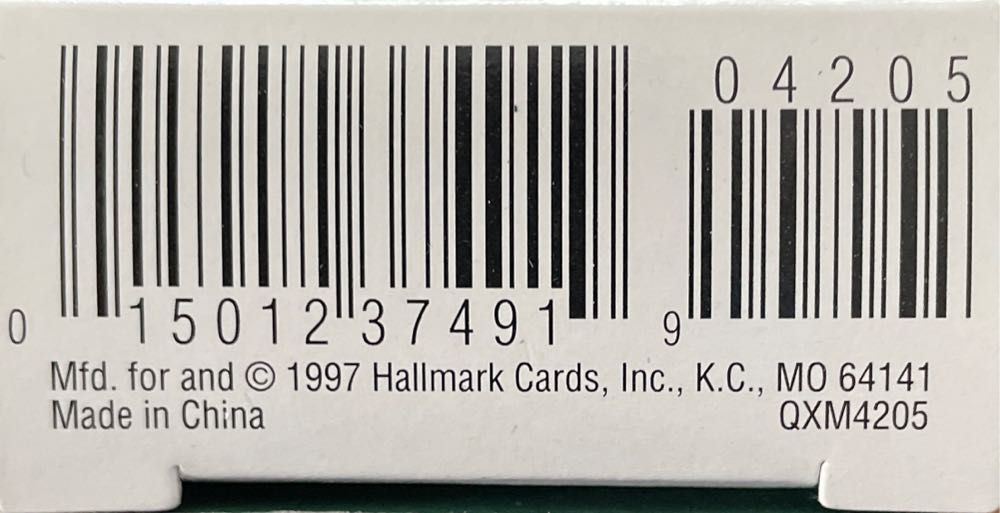 04205
0 15012 37491 9
Mfd. for and © 1997 Hallmark Cards, Inc., K.C., MO 64141
Made in China QXM4205